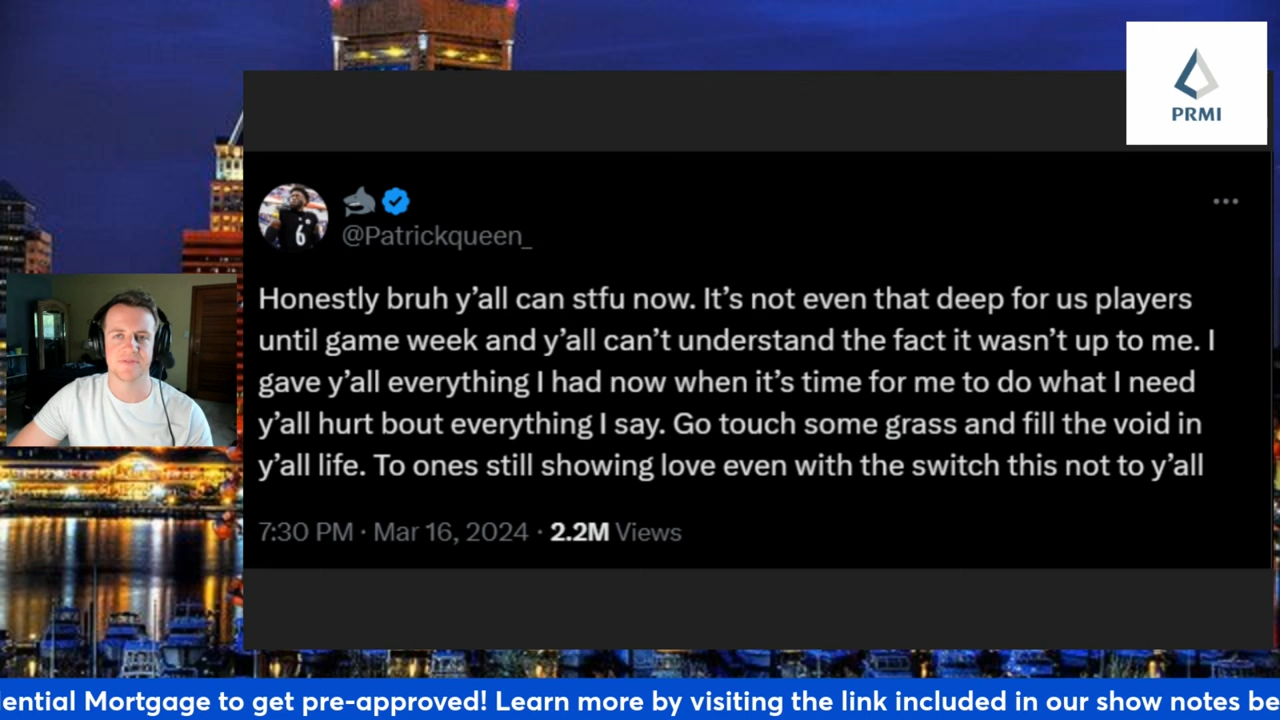 PRMI
6
@Patrickqueen_
Honestly bruh y’all can stfu now. It’s not even that deep for us players
until game week and y’all can’t understand the fact it wasn’t up to me. I
gave y’all everything I had now when it’s time for me to do what I need
y’all hurt bout everything I say. Go touch some grass and fill the void in
y’all life. To ones still showing love even with the switch this not to y’all
7:30 PM · Mar 16, 2024 · 2.2M Views
dential Mortgage to get pre-approved! Learn more by visiting the link included in our show notes be